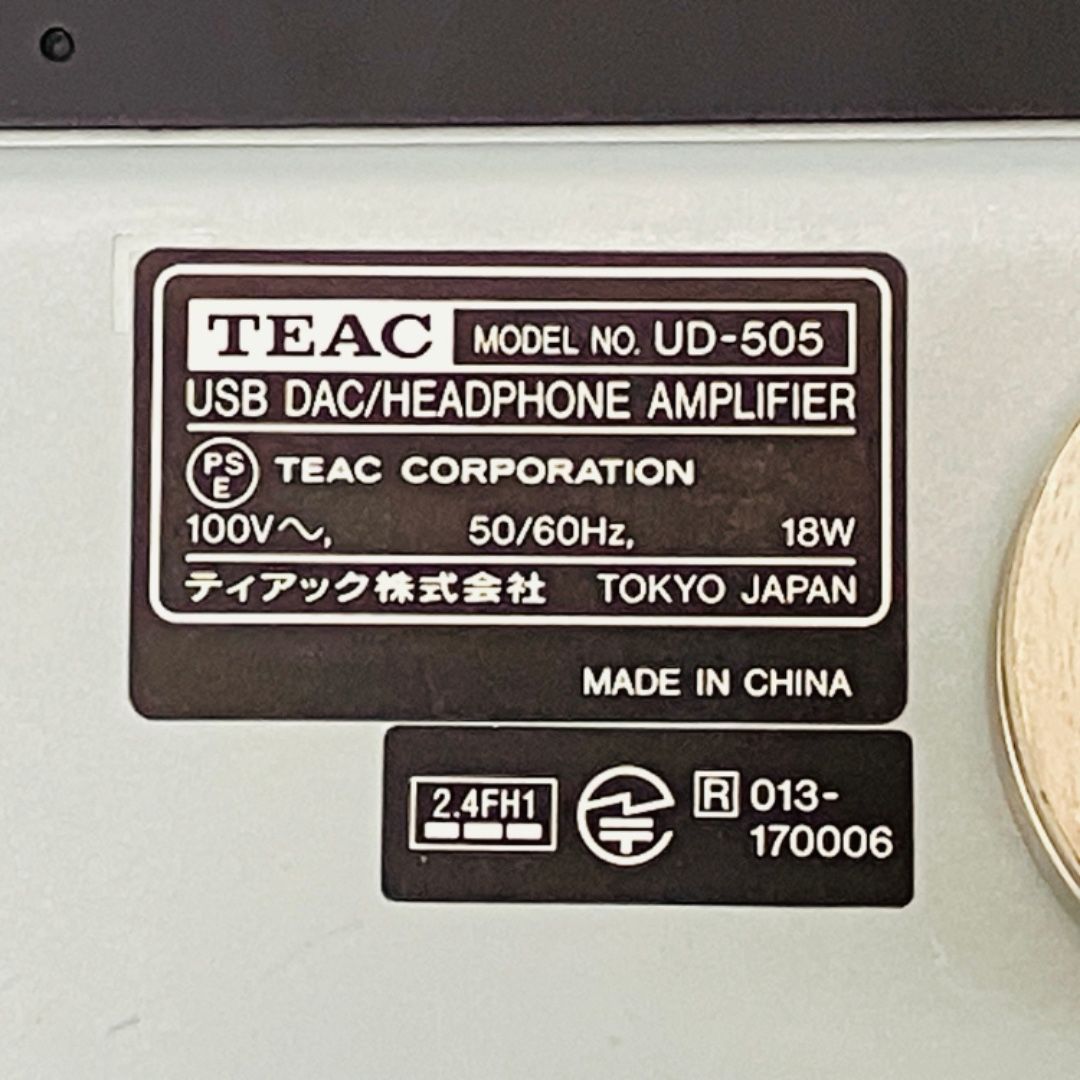 TEAC MODEL NO. UD-505
USB DAC/HEADPHONE AMPLIFIER
PSE TEAC CORPORATION
100V～, 50/60Hz, 18W
ティアック株式会社 TOKYO JAPAN
MADE IN CHINA
2.4FH1 R 013-
170006